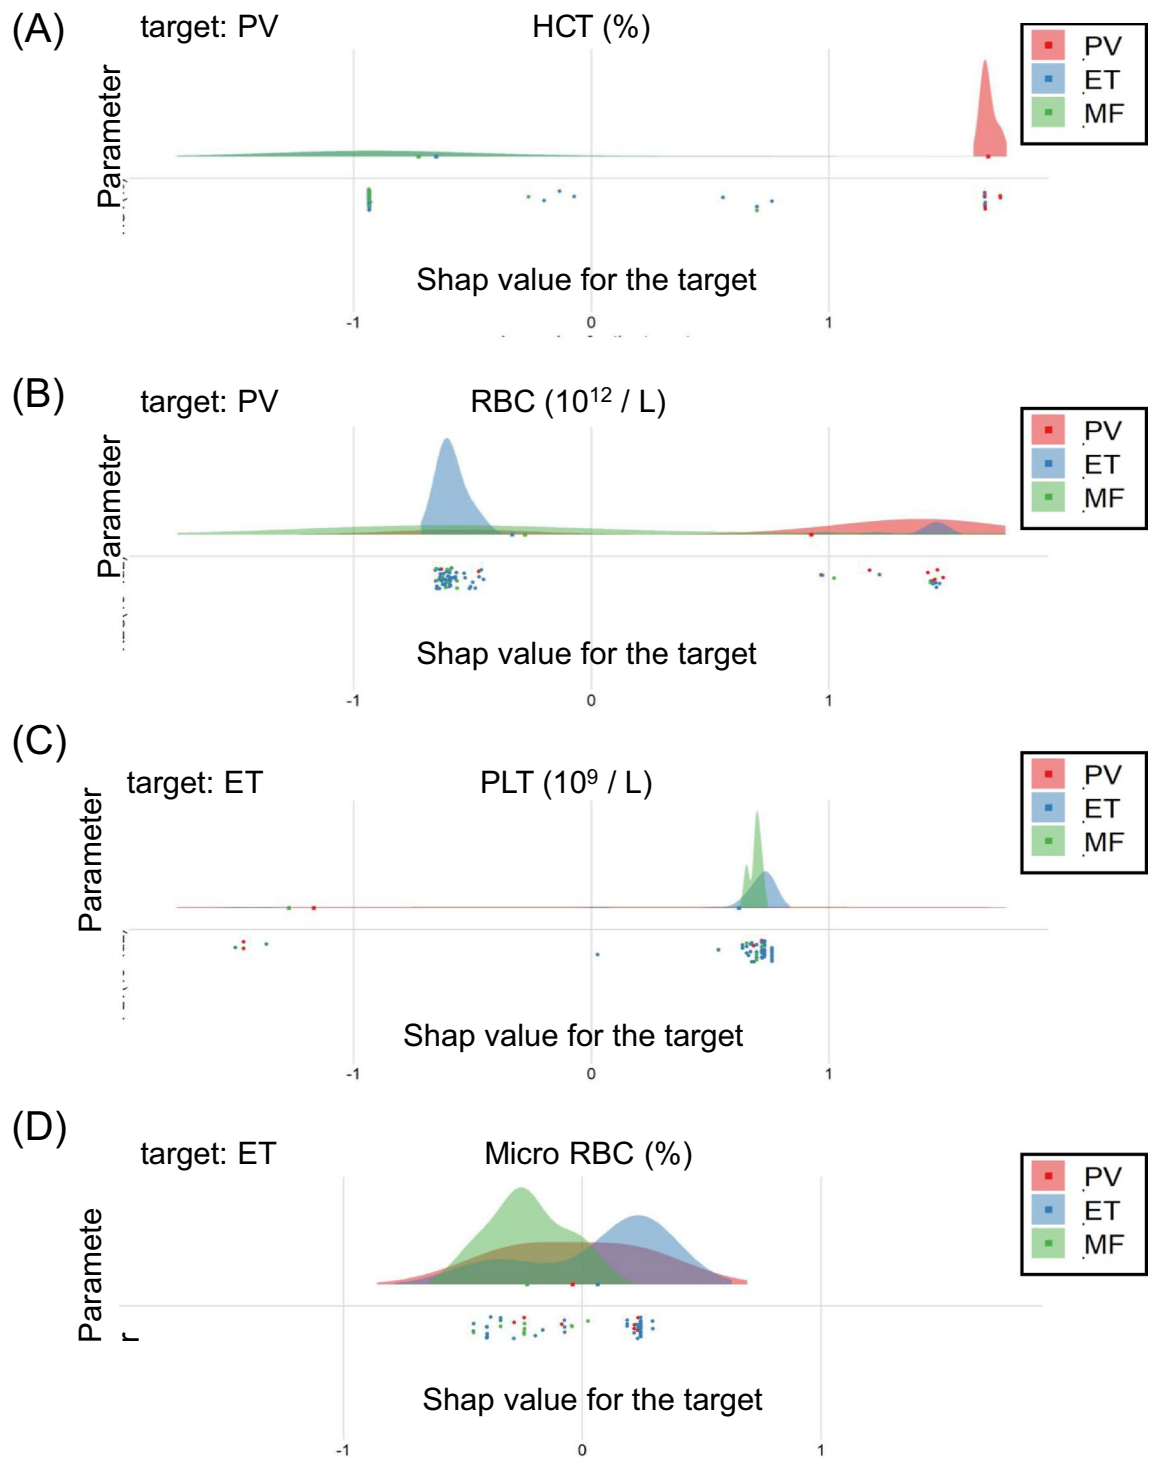 (A)
target: PV
HCT (%)
PV
ET
MF
Parameter
Shap value for the target
-1
0
1
(B)
target: PV
RBC (10¹² / L)
PV
ET
MF
Parameter
Shap value for the target
-1
0
1
(C)
target: ET
PLT (10⁹ / L)
PV
ET
MF
Parameter
Shap value for the target
-1
0
1
(D)
target: ET
Micro RBC (%)
PV
ET
MF
Paramete
r
Shap value for the target
-1
0
1